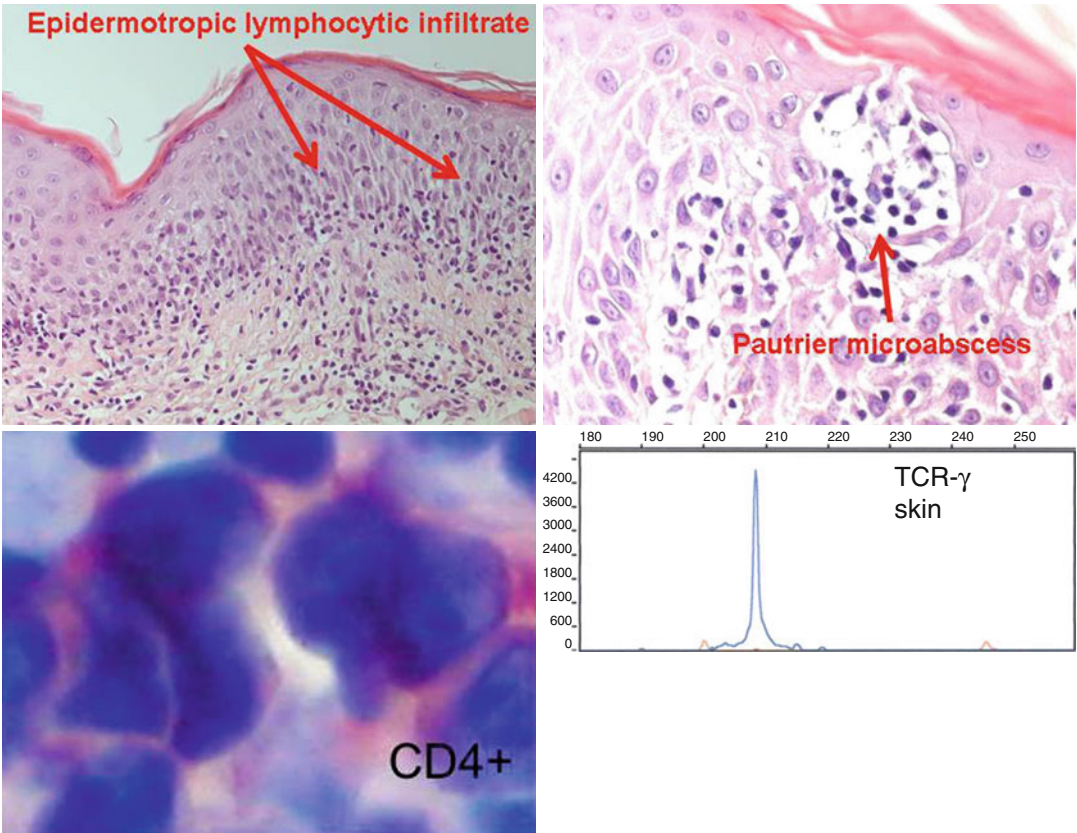 Epidermotropic lymphocytic infiltrate
Pautrier microabscess
CD4+
180 190 200 210 220 230 240 250
TCR-γ
skin
4200
3600
3000
2400
1800
1200
600
0